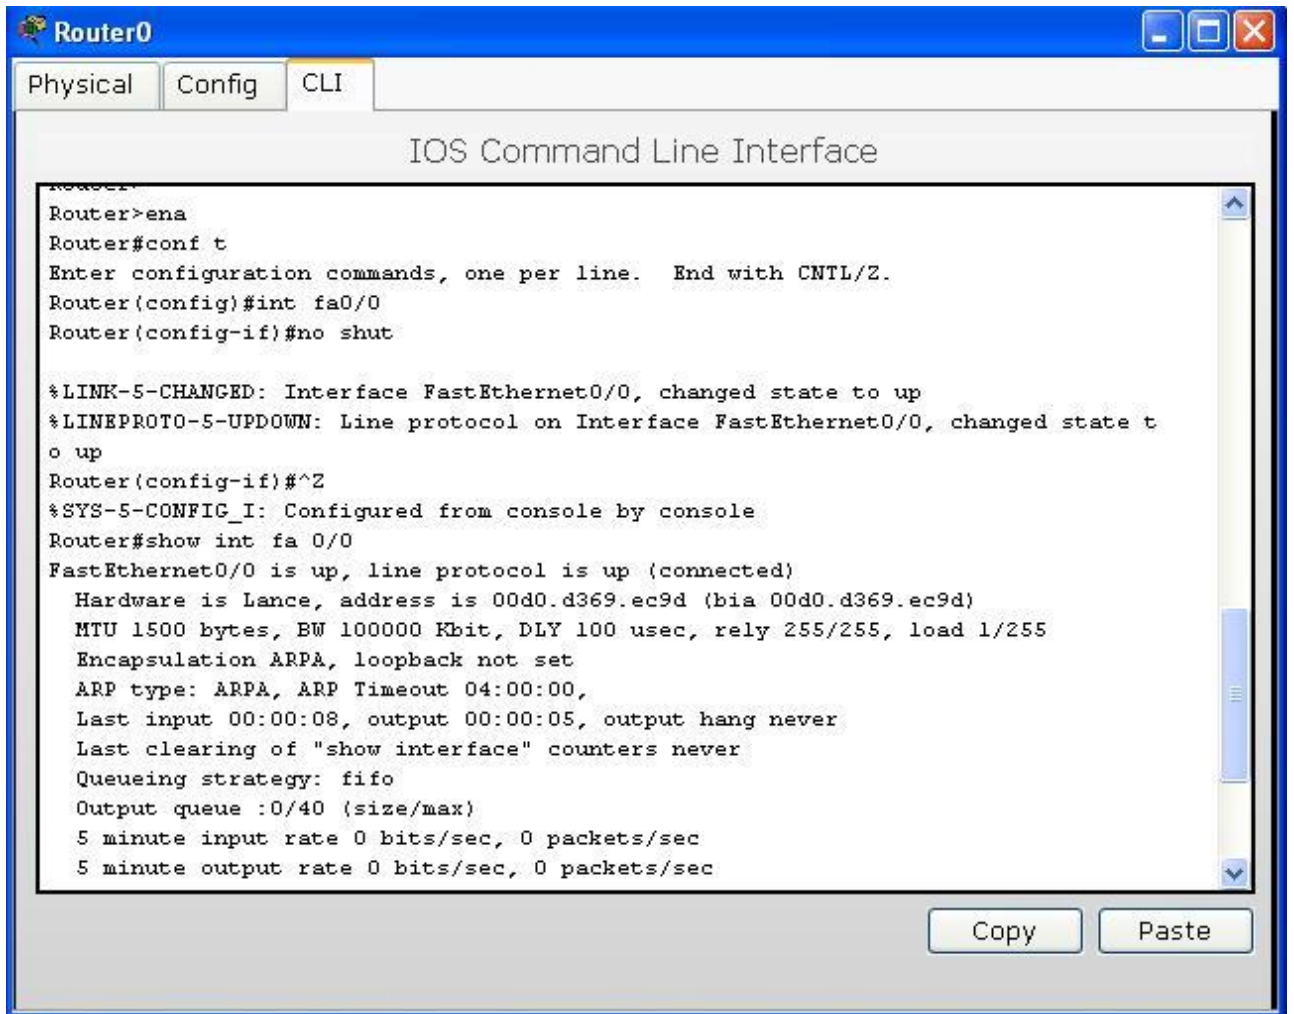 Router0
Physical
Config
CLI
IOS Command Line Interface
Router>ena
Router#conf t
Enter configuration commands, one per line.  End with CNTL/Z.
Router(config)#int fa0/0
Router(config-if)#no shut
%LINK-5-CHANGED: Interface FastEthernet0/0, changed state to up
%LINEPROTO-5-UPDOWN: Line protocol on Interface FastEthernet0/0, changed state t
o up
Router(config-if)#^Z
%SYS-5-CONFIG_I: Configured from console by console
Router#show int fa 0/0
FastEthernet0/0 is up, line protocol is up (connected)
Hardware is Lance, address is 00d0.d369.ec9d (bia 00d0.d369.ec9d)
MTU 1500 bytes, BW 100000 Kbit, DLY 100 usec, rely 255/255, load 1/255
Encapsulation ARPA, loopback not set
ARP type: ARPA, ARP Timeout 04:00:00,
Last input 00:00:08, output 00:00:05, output hang never
Last clearing of "show interface" counters never
Queueing strategy: fifo
Output queue :0/40 (size/max)
5 minute input rate 0 bits/sec, 0 packets/sec
5 minute output rate 0 bits/sec, 0 packets/sec
Copy
Paste